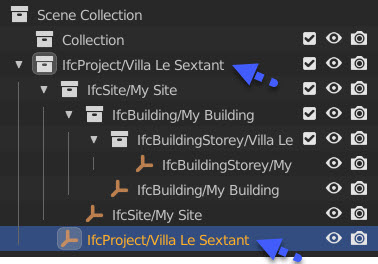 Scene Collection
Collection
IfcProject/Villa Le Sextant
IfcSite/My Site
IfcBuilding/My Building
IfcBuildingStorey/Villa Le
IfcBuildingStorey/My
IfcBuilding/My Building
IfcSite/My Site
IfcProject/Villa Le Sextant